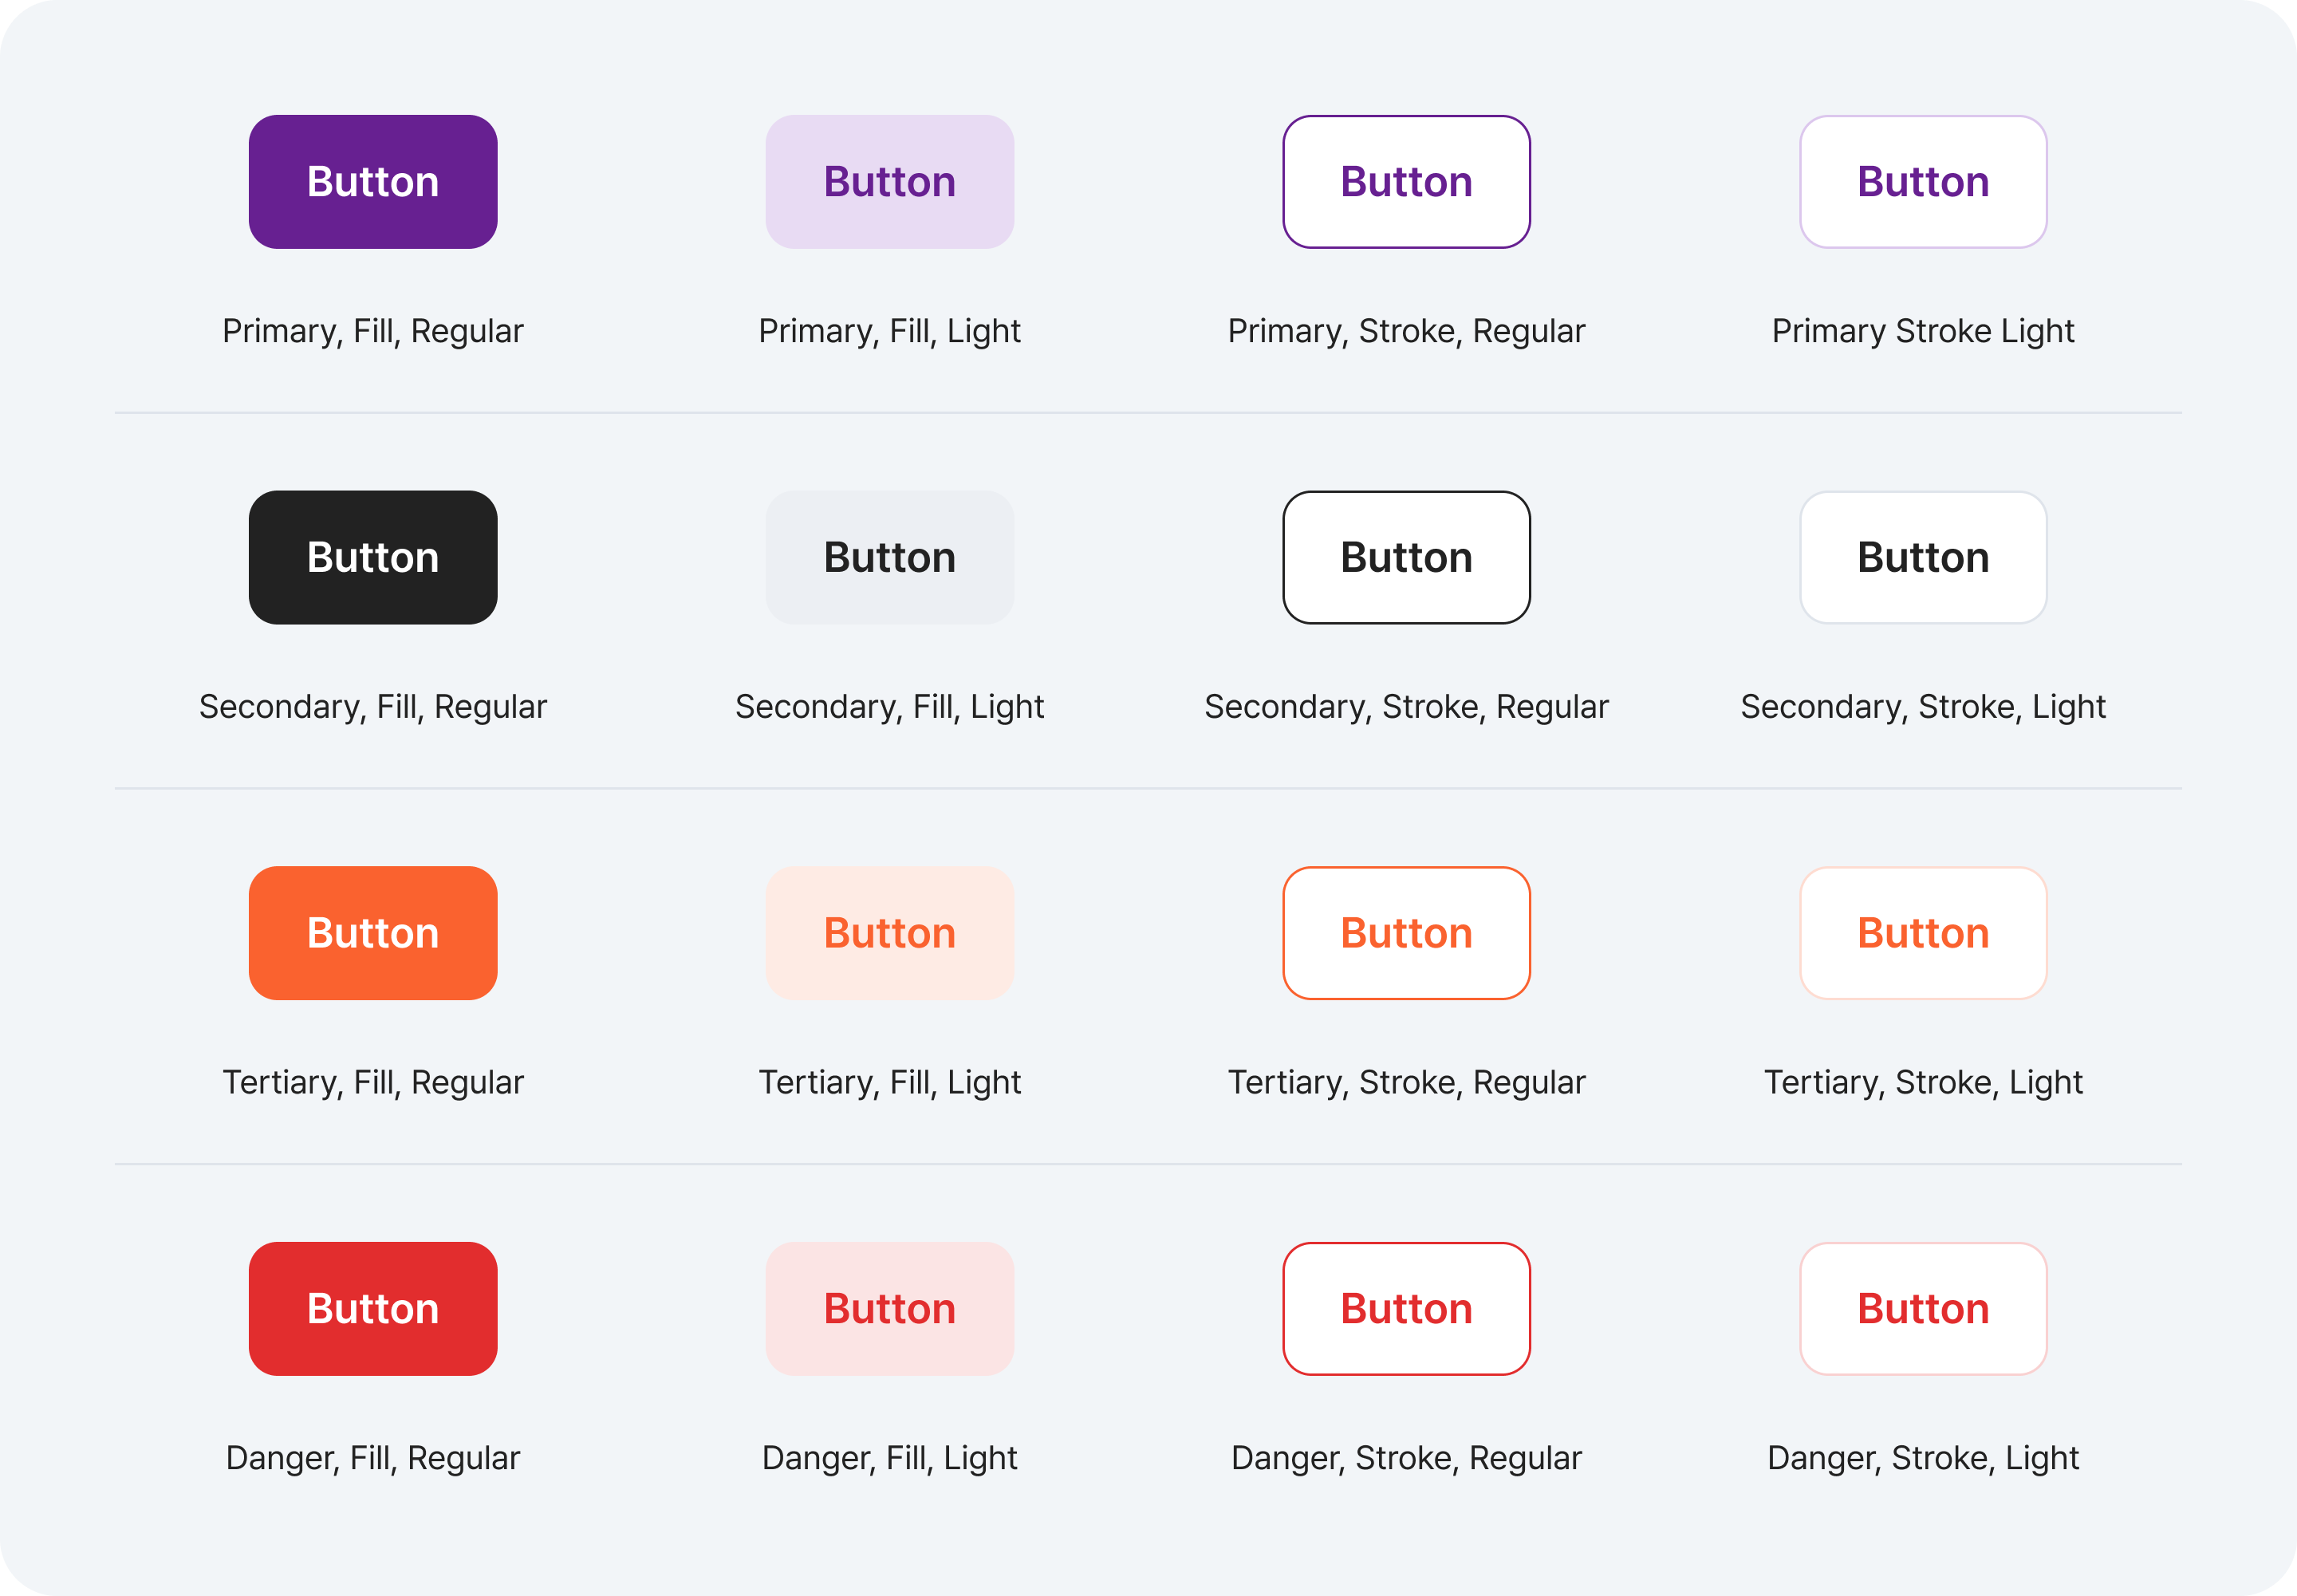 Button Button Button Button
Primary, Fill, Regular Primary, Fill, Light Primary, Stroke, Regular Primary Stroke Light
Button Button Button Button
Secondary, Fill, Regular Secondary, Fill, Light Secondary, Stroke, Regular Secondary, Stroke, Light
Button Button Button Button
Tertiary, Fill, Regular Tertiary, Fill, Light Tertiary, Stroke, Regular Tertiary, Stroke, Light
Button Button Button Button
Danger, Fill, Regular Danger, Fill, Light Danger, Stroke, Regular Danger, Stroke, Light